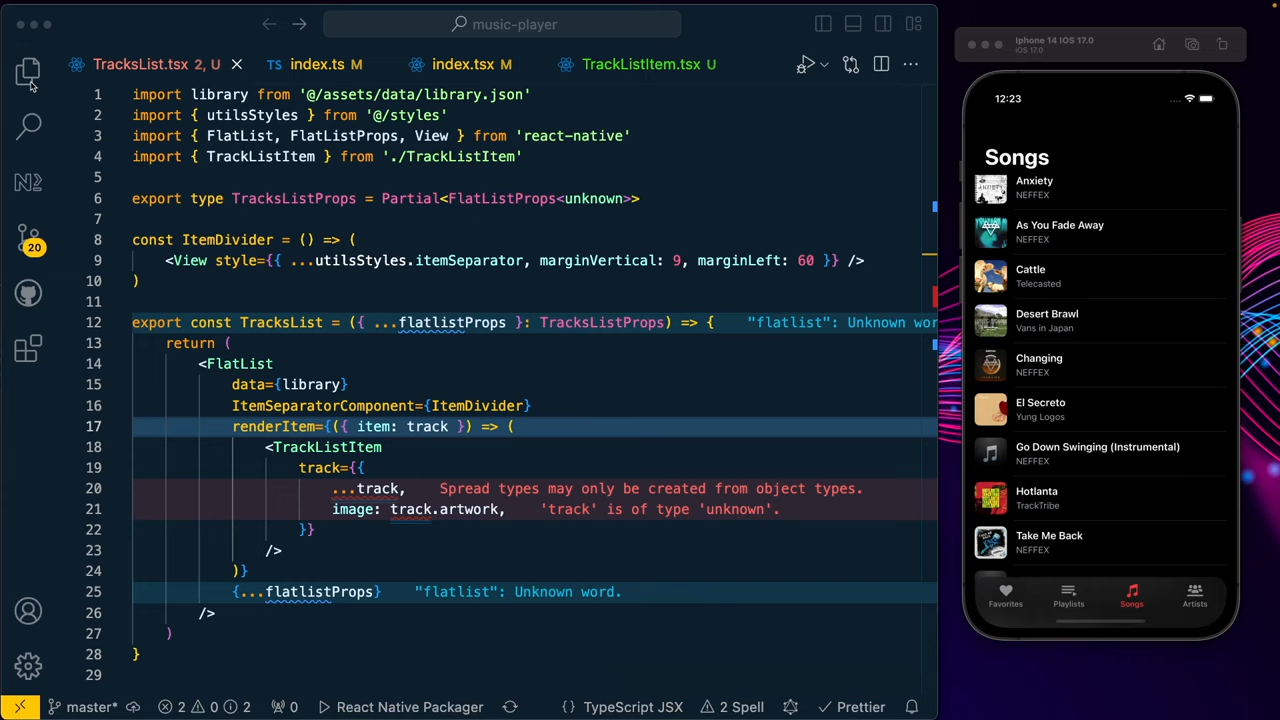 music-player
TracksList.tsx 2, U
TS index.ts M
index.tsx M
TrackListItem.tsx U
1 import library from '@/assets/data/library.json'
2 import { utilsStyles } from '@/styles'
3 import { FlatList, FlatListProps, View } from 'react-native'
4 import { TrackListItem } from './TrackListItem'
5
6 export type TracksListProps = Partial<FlatListProps<unknown>>
7
8 const ItemDivider = () => (
9 <View style={{ ...utilsStyles.itemSeparator, marginVertical: 9, marginLeft: 60 }} />
10 )
11
12 export const TracksList = ({ ...flatlistProps }: TracksListProps) => { "flatlist": Unknown wor
13 return (
14 <FlatList
15 data={library}
16 ItemSeparatorComponent={ItemDivider}
17 renderItem={({ item: track }) => (
18 <TrackListItem
19 track={{
20 ...track, Spread types may only be created from object types.
21 image: track.artwork, 'track' is of type 'unknown'.
22 }}
23 />
24 )}
25 {...flatlistProps} "flatlist": Unknown word.
26 />
27 )
28 }
29
20
master* 2 0 2 0 React Native Packager { } TypeScript JSX 2 Spell Prettier
Iphone 14 IOS 17.0
iOS 17.0
12:23
Songs
Anxiety
NEFFEX
As You Fade Away
NEFFEX
Cattle
Telecasted
Desert Brawl
Vans in Japan
Changing
NEFFEX
El Secreto
Yung Logos
Go Down Swinging (Instrumental)
NEFFEX
Hotlanta
TrackTribe
Take Me Back
NEFFEX
Favorites
Playlists
Songs
Artists